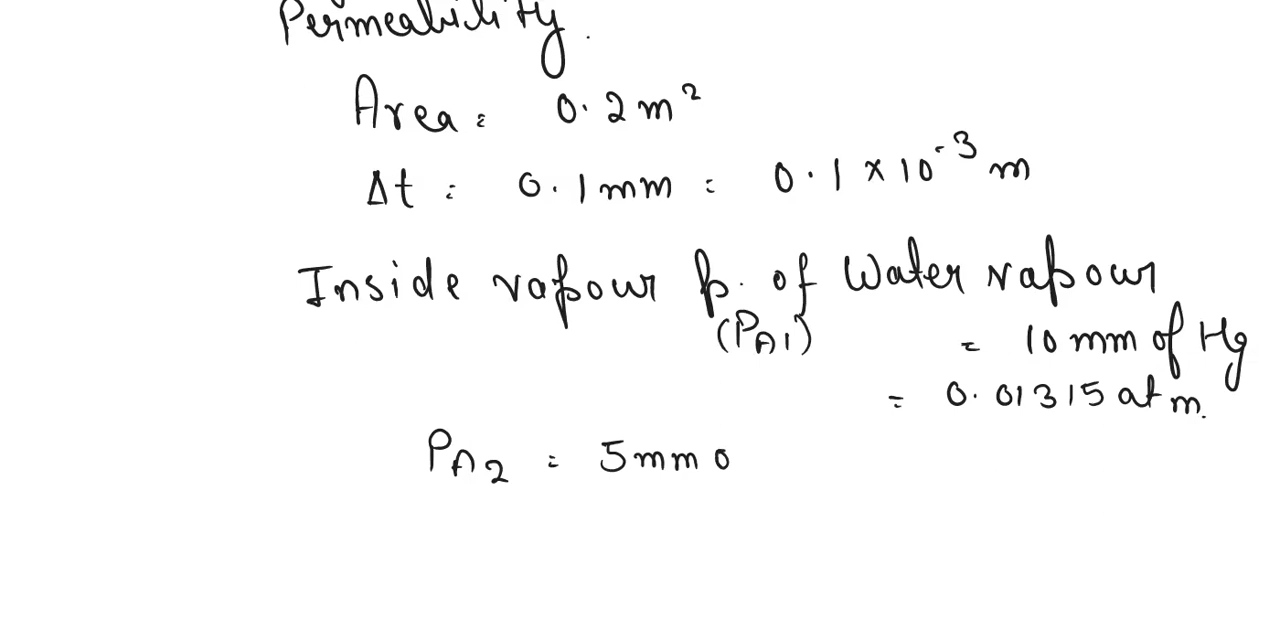 Permeability.
Area = 0.2 m²
Δt = 0.1 mm = 0.1 × 10⁻³ m
Inside vapour p. of Water vapour
(PA1) = 10 mm of Hg
= 0.01315 atm.
PA2 = 5 mm o